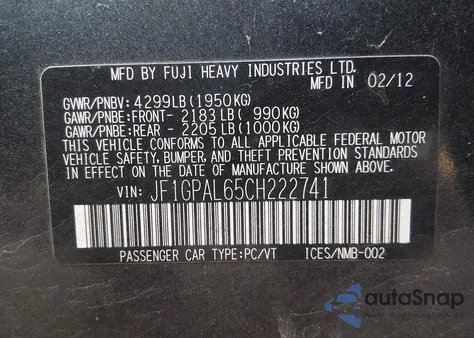 MFD BY FUJI HEAVY INDUSTRIES LTD.
MFD IN 02/12
GVWR/PNBV: 4299LB(1950KG)
GAWR/PNBE:FRONT- 2183 LB( 990KG)
GAWR/PNBE:REAR - 2205 LB(1000KG)
THIS VEHICLE CONFORMS TO ALL APPLICABLE FEDERAL MOTOR
VEHICLE SAFETY, BUMPER, AND THEFT PREVENTION STANDARDS
IN EFFECT ON THE DATE OF MANUFACTURE SHOWN ABOVE.
VIN: JF1GPAL65CH222741
PASSENGER CAR TYPE:PC/VT ICES/NMB-002
autoSnap